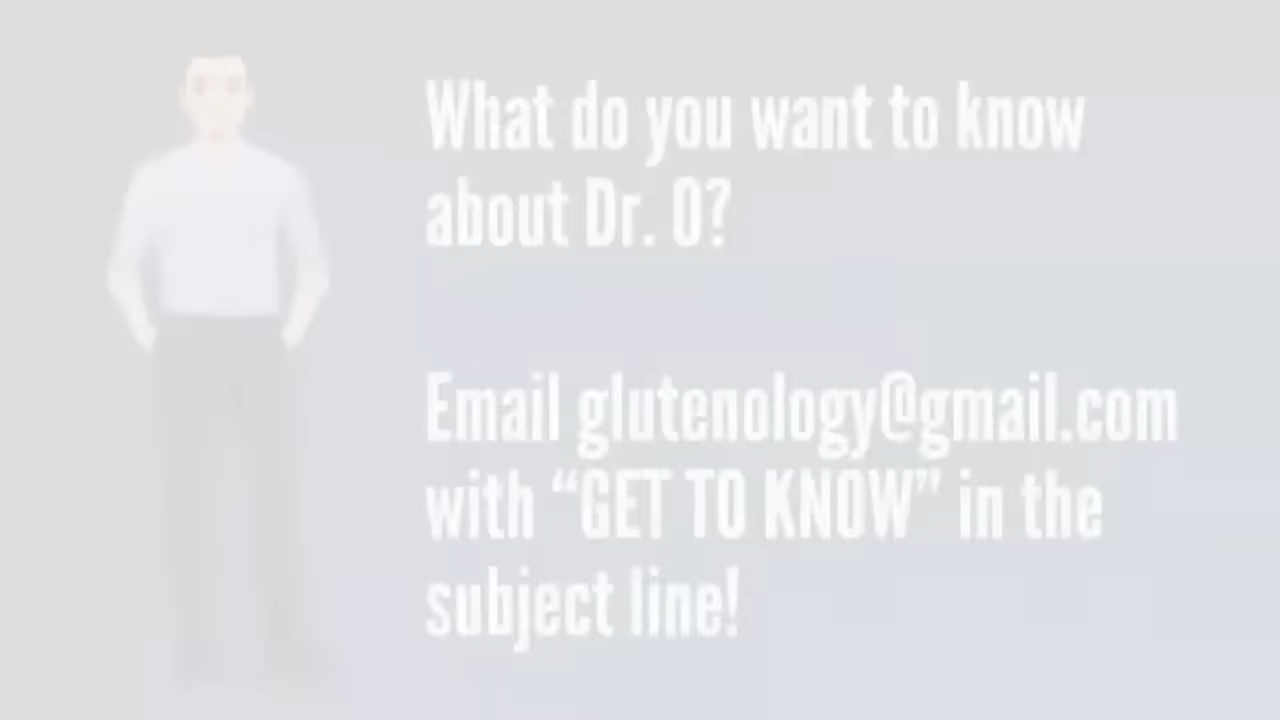 What do you want to know
about Dr. O?
Email glutenology@gmail.com
with “GET TO KNOW” in the
subject line!